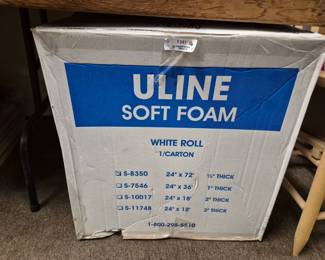 ULINE
SOFT FOAM
WHITE ROLL
1/CARTON
S-8350 24" x 72' ½" THICK
S-7546 24" x 36' 1" THICK
S-10017 24" x 18' 2" THICK
S-11748 24" x 12' 3" THICK
1-800-295-5510